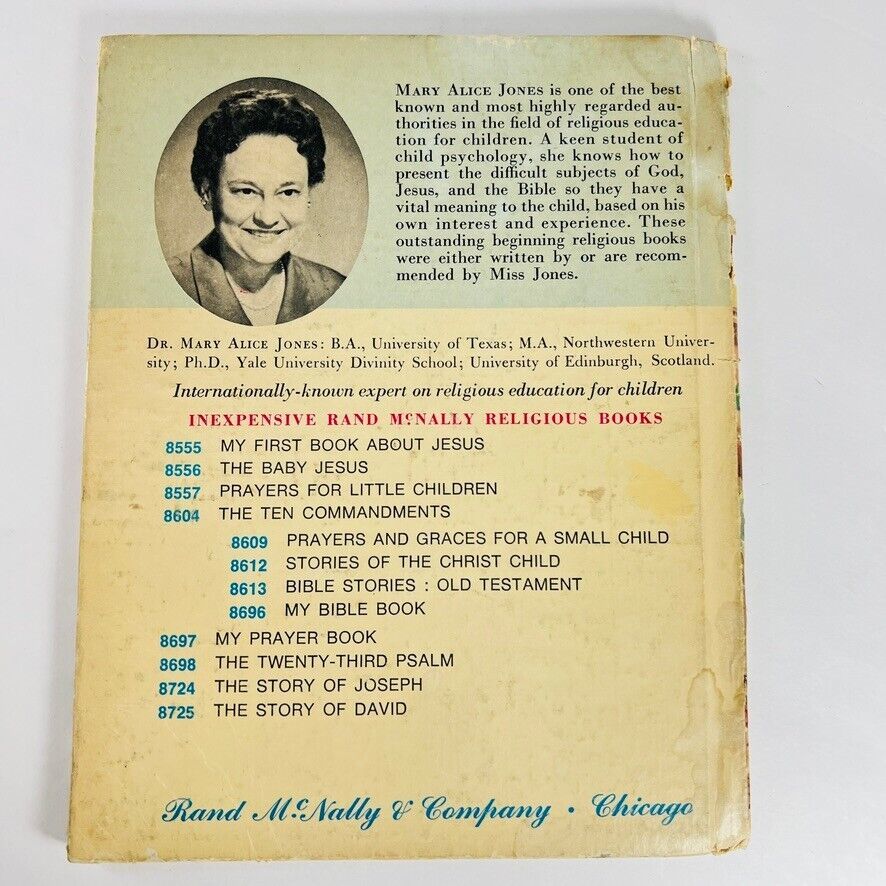 MARY ALICE JONES is one of the best
known and most highly regarded au-
thorities in the field of religious educa-
tion for children. A keen student of
child psychology, she knows how to
present the difficult subjects of God,
Jesus, and the Bible so they have a
vital meaning to the child, based on his
own interest and experience. These
outstanding beginning religious books
were either written by or are recom-
mended by Miss Jones.
DR. MARY ALICE JONES: B.A., University of Texas; M.A., Northwestern Univer-
sity; Ph.D., Yale University Divinity School; University of Edinburgh, Scotland.
Internationally-known expert on religious education for children
INEXPENSIVE RAND McNALLY RELIGIOUS BOOKS
8555 MY FIRST BOOK ABOUT JESUS
8556 THE BABY JESUS
8557 PRAYERS FOR LITTLE CHILDREN
8604 THE TEN COMMANDMENTS
8609 PRAYERS AND GRACES FOR A SMALL CHILD
8612 STORIES OF THE CHRIST CHILD
8613 BIBLE STORIES : OLD TESTAMENT
8696 MY BIBLE BOOK
8697 MY PRAYER BOOK
8698 THE TWENTY-THIRD PSALM
8724 THE STORY OF JOSEPH
8725 THE STORY OF DAVID
Rand McNally & Company • Chicago